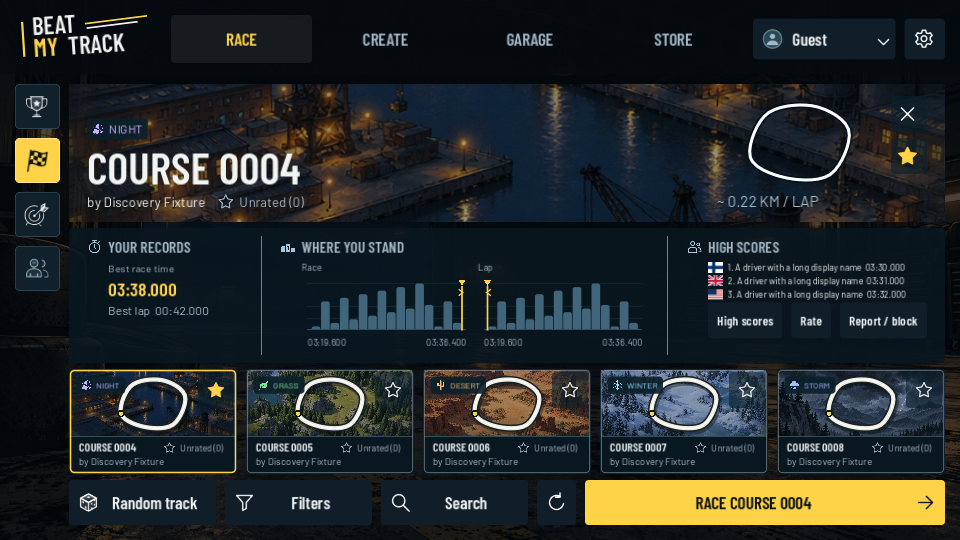 BEAT
MY TRACK
RACE
CREATE
GARAGE
STORE
Guest
NIGHT
COURSE 0004
by Discovery Fixture
Unrated (0)
~ 0.22 KM / LAP
YOUR RECORDS
Best race time
03:38.000
Best lap 00:42.000
WHERE YOU STAND
Race
Lap
03:19.600
03:36.400
03:19.600
03:36.400
HIGH SCORES
1. A driver with a long display name 03:30.000
2. A driver with a long display name 03:31.000
3. A driver with a long display name 03:32.000
High scores
Rate
Report / block
NIGHT
COURSE 0004
Unrated (0)
by Discovery Fixture
GRASS
COURSE 0005
Unrated (0)
by Discovery Fixture
DESERT
COURSE 0006
Unrated (0)
by Discovery Fixture
WINTER
COURSE 0007
Unrated (0)
by Discovery Fixture
STORM
COURSE 0008
Unrated (0)
by Discovery Fixture
Random track
Filters
Search
RACE COURSE 0004